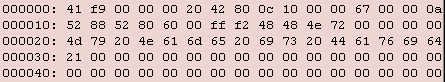 000000: 41 f9 00 00 00 20 42 80 0c 10 00 00 67 00 00 0a
000010: 52 88 52 80 60 00 ff f2 48 48 4e 72 00 00 00 00
000020: 4d 79 20 4e 61 6d 65 20 69 73 20 44 61 76 69 64
000030: 21 00 00 00 00 00 00 00 00 00 00 00 00 00 00 00
000040: 00 00 00 00 00 00 00 00 00 00 00 00 00 00 00 00